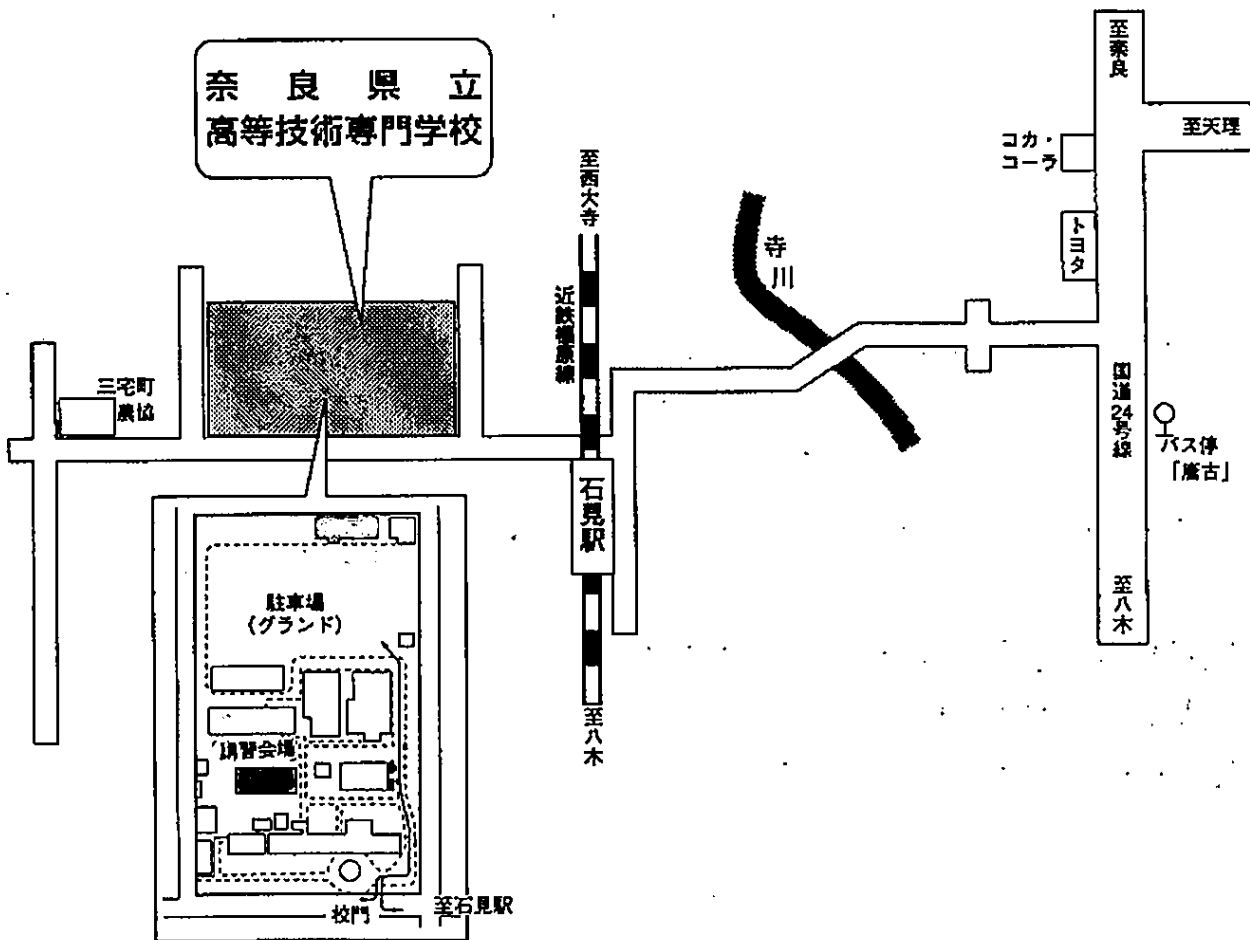 奈良県立
高等技術専門学校
至奈良
至天理
コカ・
コーラ
トヨタ
至西大寺
寺川
近鉄橿原線
三宅町
農協
国道24号線
バス停
「唐古」
石見駅
至八木
駐車場
(グランド)
講習会場
至八木
校門
至石見駅